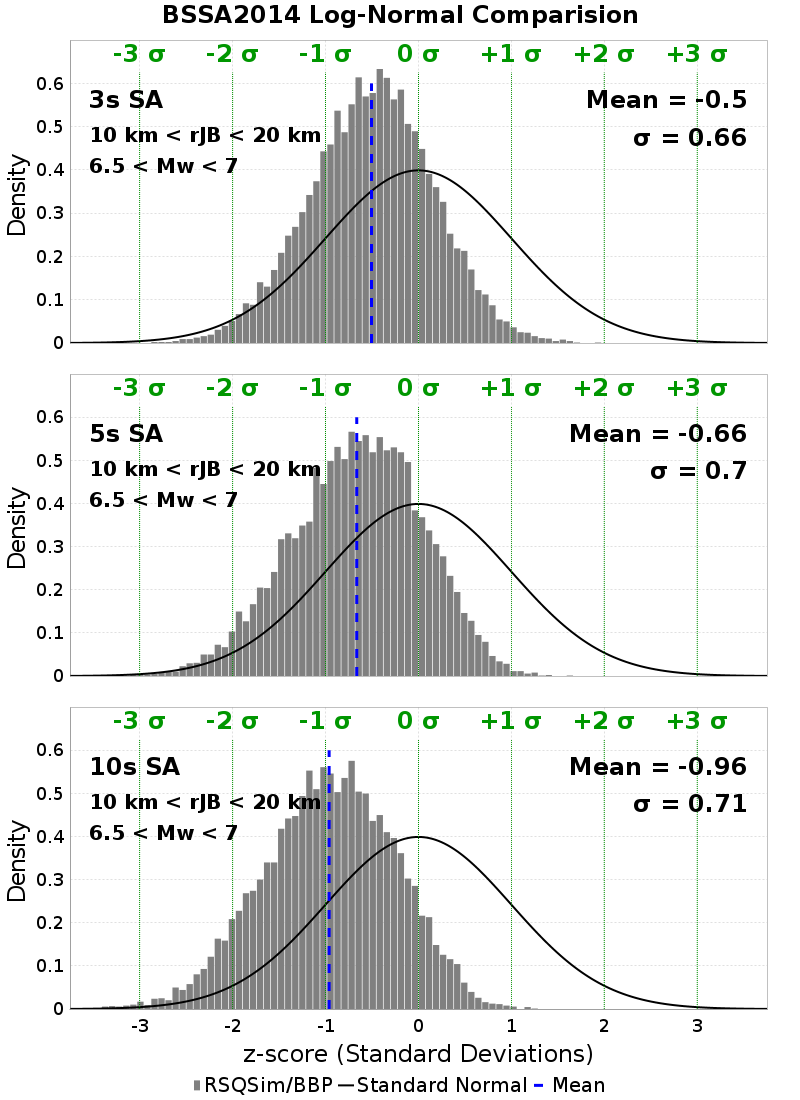 BSSA2014 Log-Normal Comparision
-3 σ -2 σ -1 σ 0 σ +1 σ +2 σ +3 σ
3s SA
10 km < rJB < 20 km
6.5 < Mw < 7
Mean = -0.5
σ = 0.66
Density
0.6
0.5
0.4
0.3
0.2
0.1
0
-3 σ -2 σ -1 σ 0 σ +1 σ +2 σ +3 σ
5s SA
10 km < rJB < 20 km
6.5 < Mw < 7
Mean = -0.66
σ = 0.7
Density
0.6
0.5
0.4
0.3
0.2
0.1
0
-3 σ -2 σ -1 σ 0 σ +1 σ +2 σ +3 σ
10s SA
10 km < rJB < 20 km
6.5 < Mw < 7
Mean = -0.96
σ = 0.71
Density
0.6
0.5
0.4
0.3
0.2
0.1
0
-3 -2 -1 0 1 2 3
z-score (Standard Deviations)
RSQSim/BBP Standard Normal Mean